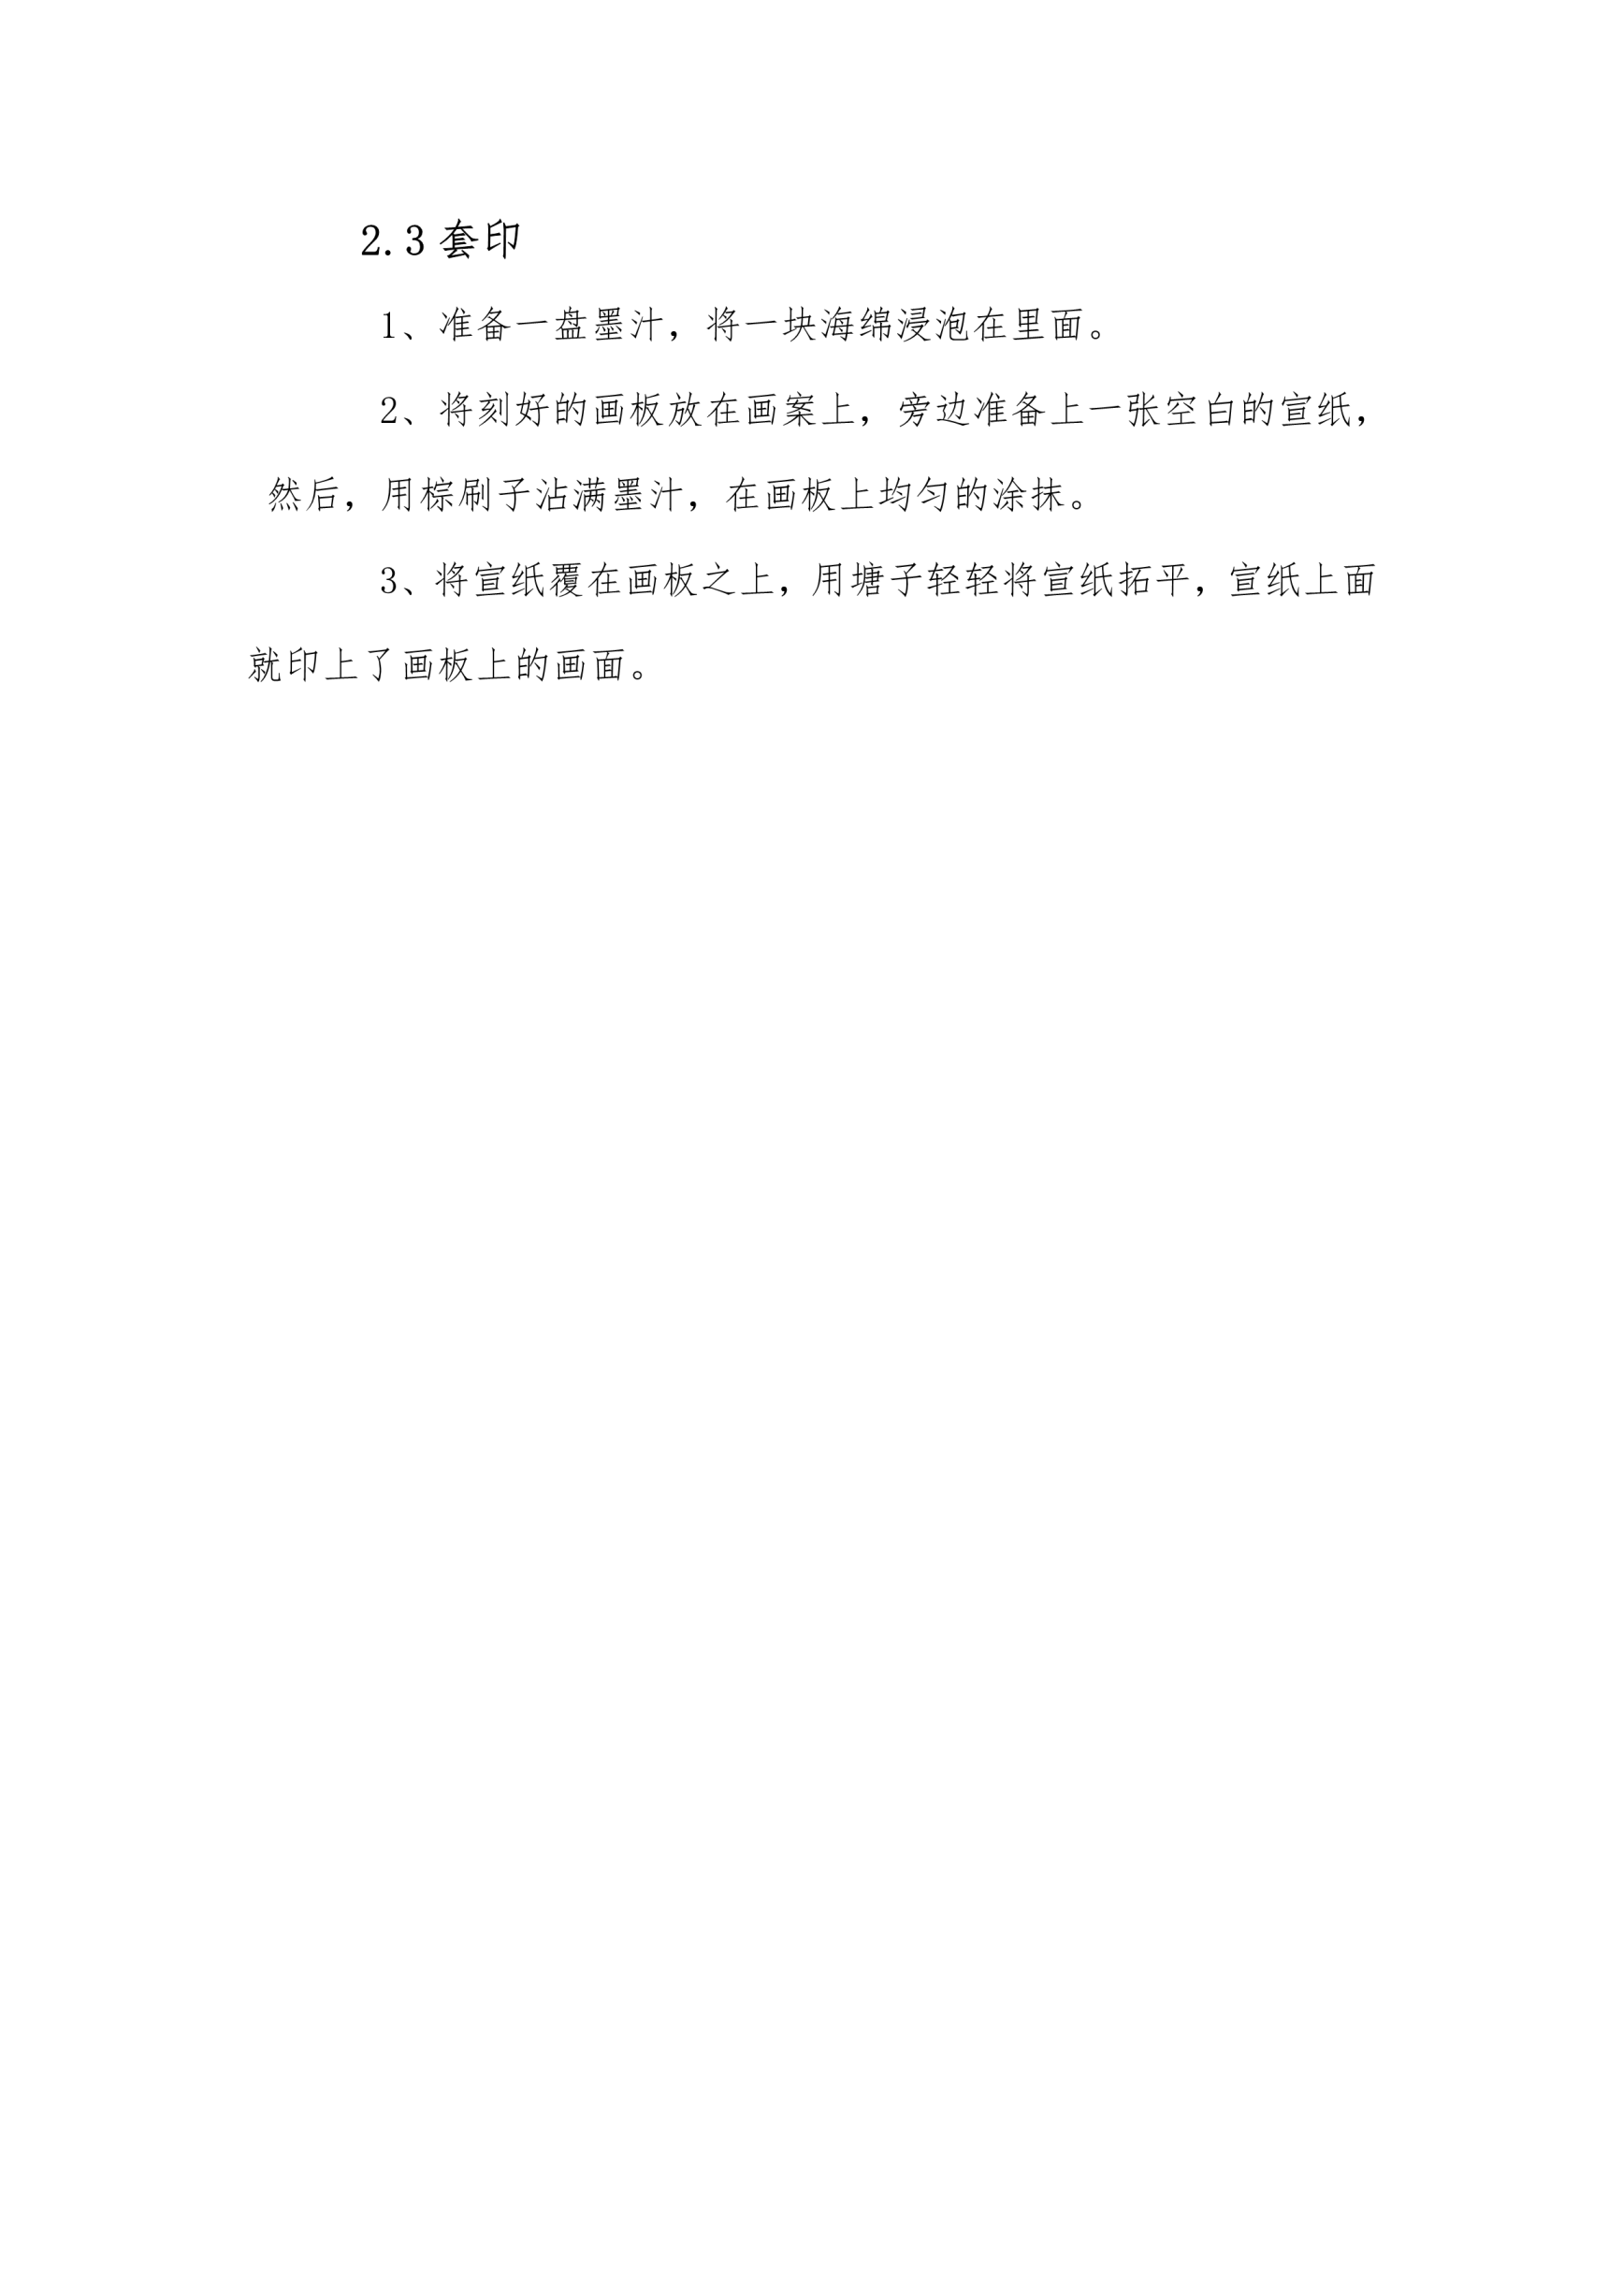 2.3套印
1、准备一盘墨汁，将一块海绵浸泡在里面。
2、将刻好的画板放在画案上，旁边准备上一张空白的宣纸，
然后，用棕刷子沾满墨汁，在画板上均匀的涂抹。
3、将宣纸覆在画板之上，用塘子轻轻将宣纸拓平，宣纸上面
就印上了画板上的画面。